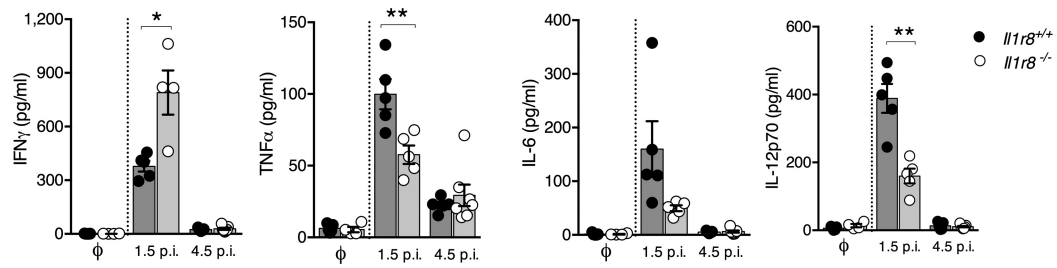 IFNγ (pg/ml)
1,200
900
600
300
0
*
ϕ
1.5 p.i.
4.5 p.i.
TNFα (pg/ml)
150
100
50
0
**
ϕ
1.5 p.i.
4.5 p.i.
IL-6 (pg/ml)
400
300
200
100
0
ϕ
1.5 p.i.
4.5 p.i.
IL-12p70 (pg/ml)
600
400
200
0
**
ϕ
1.5 p.i.
4.5 p.i.
Il1r8+/+
Il1r8-/-